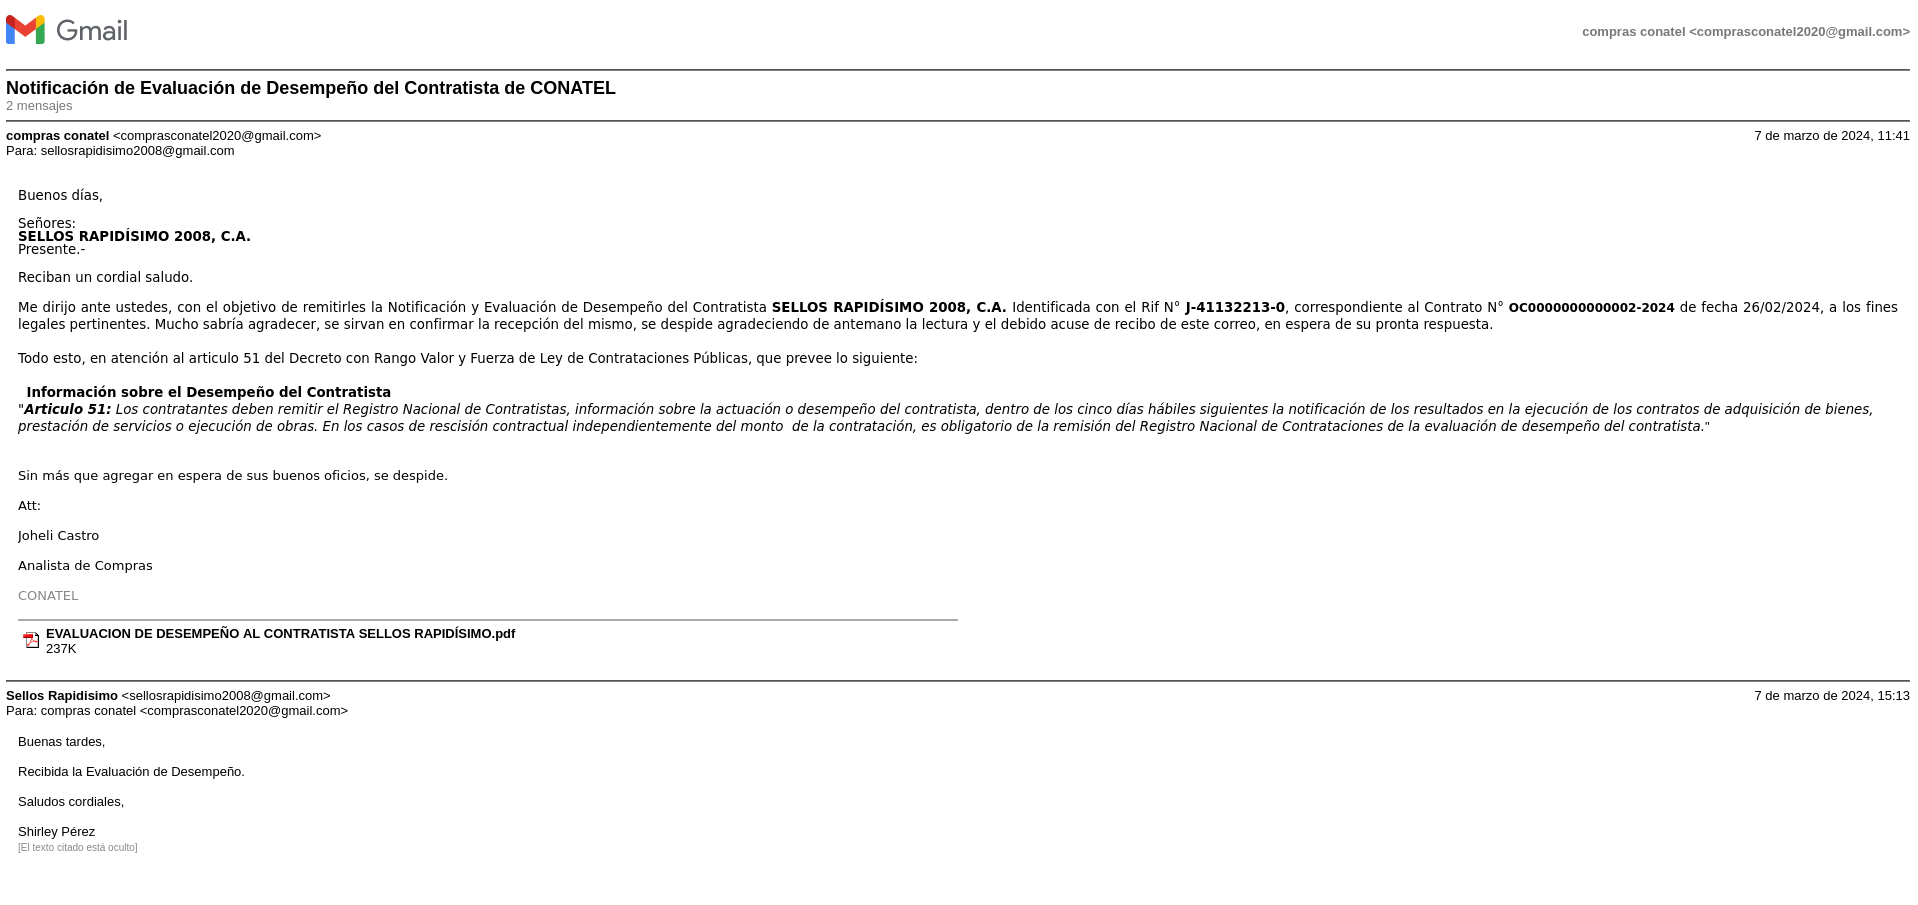 Gmail
compras conatel <comprasconatel2020@gmail.com>
Notificación de Evaluación de Desempeño del Contratista de CONATEL
2 mensajes
compras conatel <comprasconatel2020@gmail.com> 7 de marzo de 2024, 11:41
Para: sellosrapidisimo2008@gmail.com
Buenos días,
Señores:
SELLOS RAPIDÍSIMO 2008, C.A.
Presente.-
Reciban un cordial saludo.
Me dirijo ante ustedes, con el objetivo de remitirles la Notificación y Evaluación de Desempeño del Contratista SELLOS RAPIDÍSIMO 2008, C.A. Identificada con el Rif N° J-41132213-0, correspondiente al Contrato N° OC0000000000002-2024 de fecha 26/02/2024, a los fines
legales pertinentes. Mucho sabría agradecer, se sirvan en confirmar la recepción del mismo, se despide agradeciendo de antemano la lectura y el debido acuse de recibo de este correo, en espera de su pronta respuesta.
Todo esto, en atención al articulo 51 del Decreto con Rango Valor y Fuerza de Ley de Contrataciones Públicas, que prevee lo siguiente:
Información sobre el Desempeño del Contratista
"Articulo 51: Los contratantes deben remitir el Registro Nacional de Contratistas, información sobre la actuación o desempeño del contratista, dentro de los cinco días hábiles siguientes la notificación de los resultados en la ejecución de los contratos de adquisición de bienes,
prestación de servicios o ejecución de obras. En los casos de rescisión contractual independientemente del monto  de la contratación, es obligatorio de la remisión del Registro Nacional de Contrataciones de la evaluación de desempeño del contratista."
Sin más que agregar en espera de sus buenos oficios, se despide.
Att:
Joheli Castro
Analista de Compras
CONATEL
EVALUACION DE DESEMPEÑO AL CONTRATISTA SELLOS RAPIDÍSIMO.pdf
237K
Sellos Rapidisimo <sellosrapidisimo2008@gmail.com> 7 de marzo de 2024, 15:13
Para: compras conatel <comprasconatel2020@gmail.com>
Buenas tardes,
Recibida la Evaluación de Desempeño.
Saludos cordiales,
Shirley Pérez
[El texto citado está oculto]